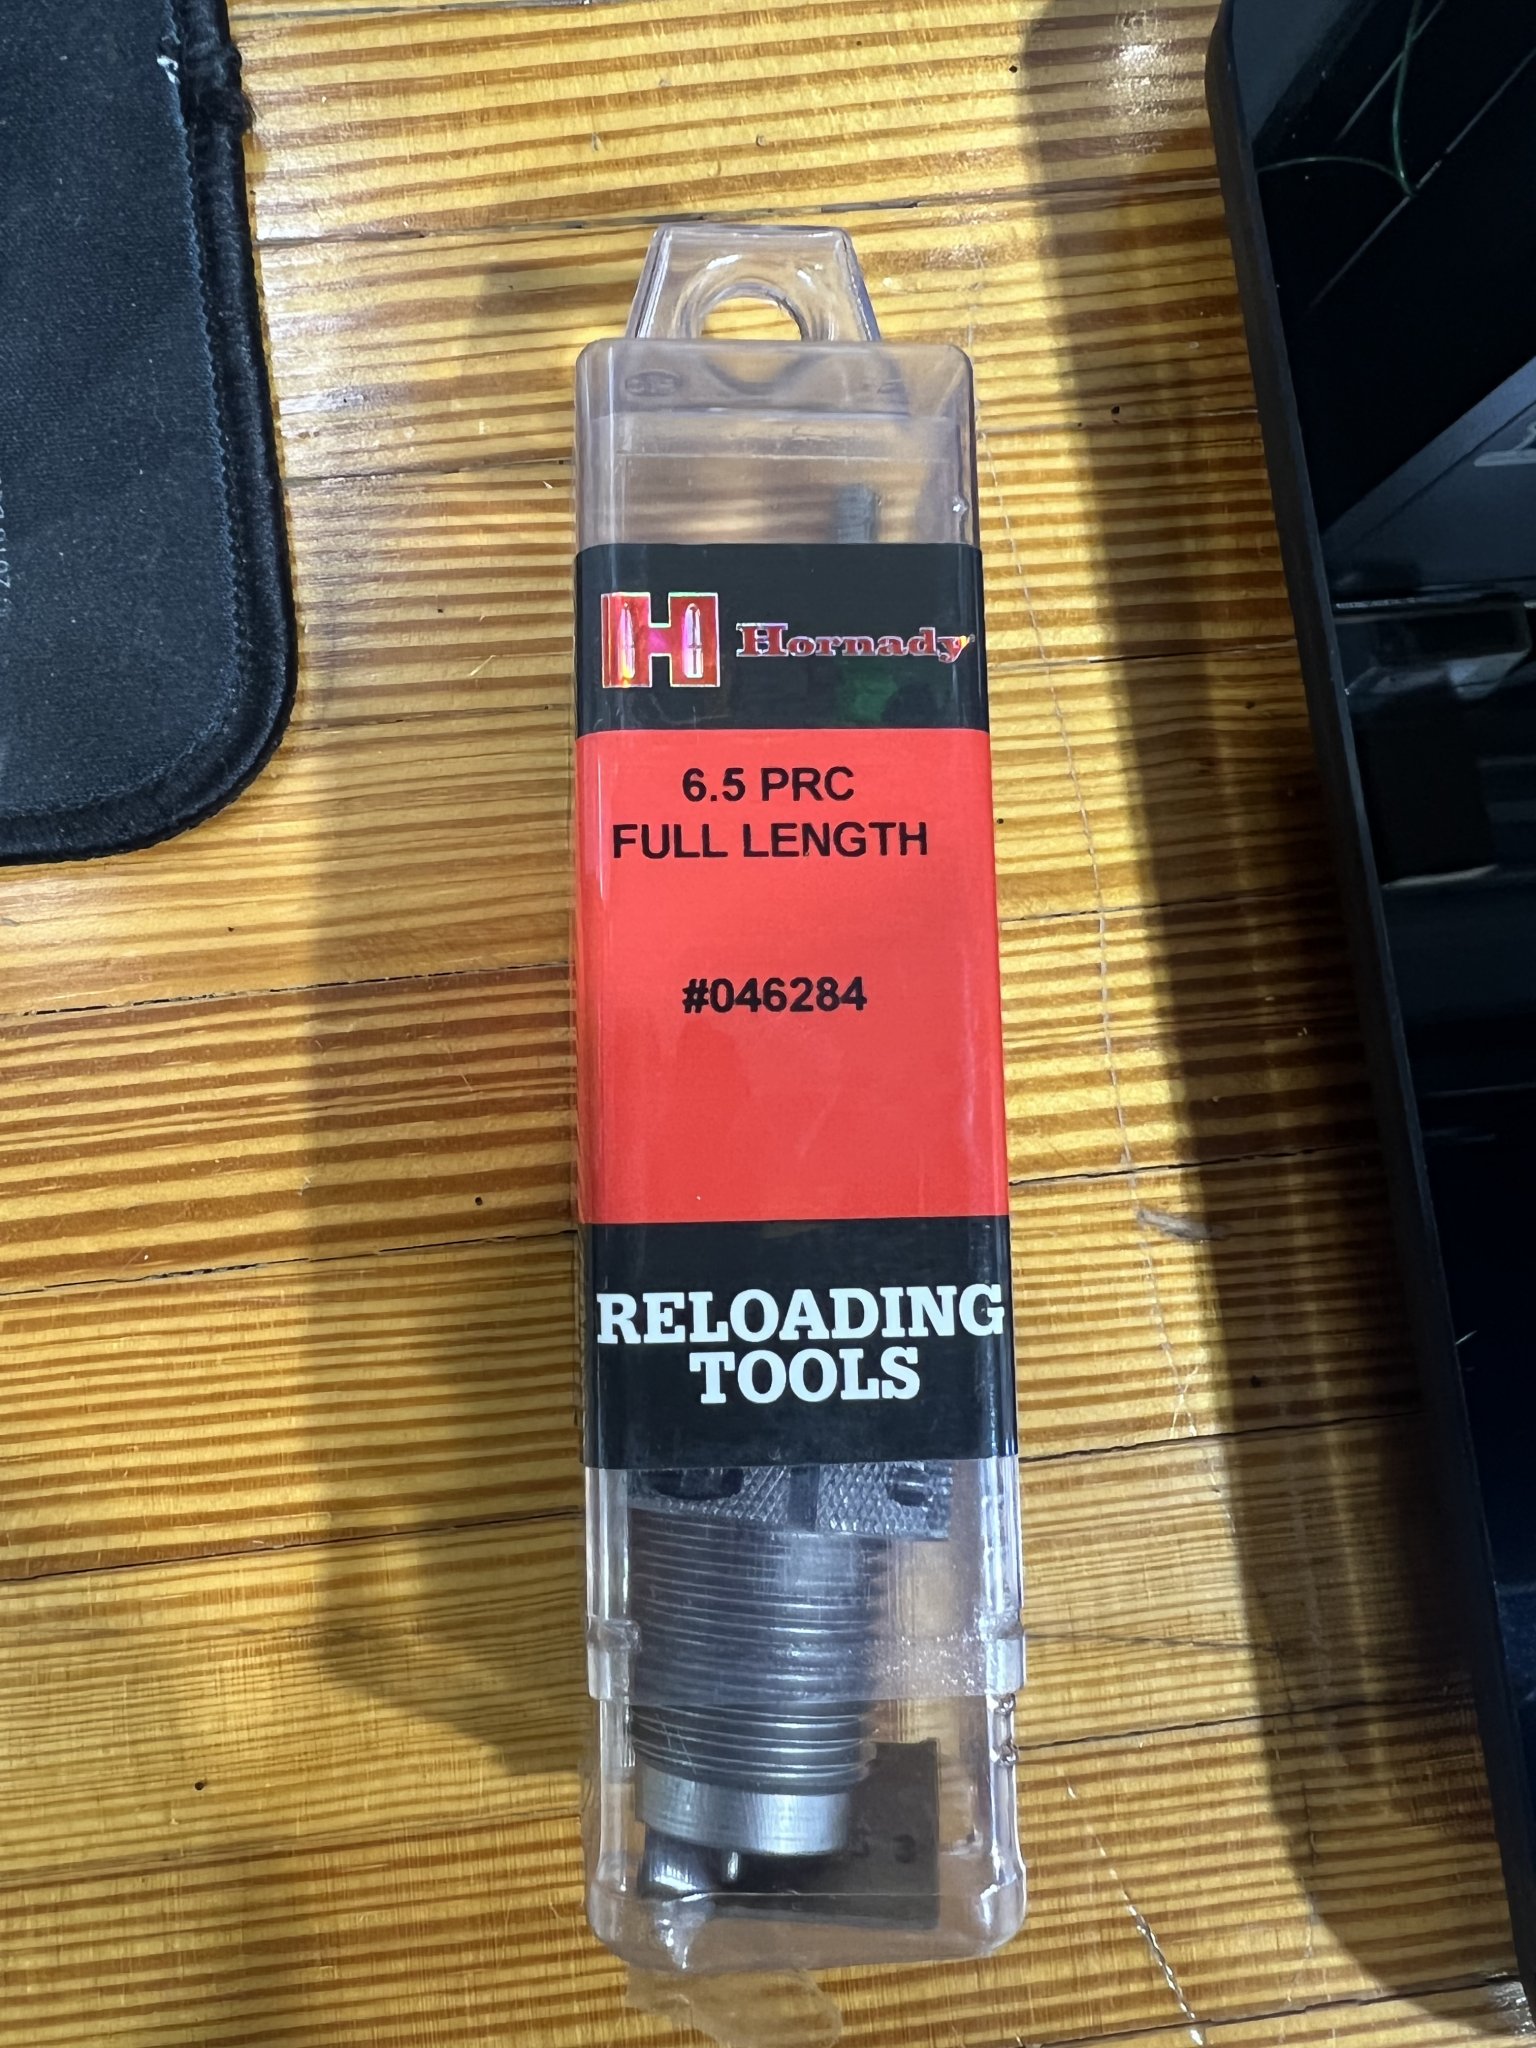 H Hornady
6.5 PRC
FULL LENGTH
#046284
RELOADING
TOOLS